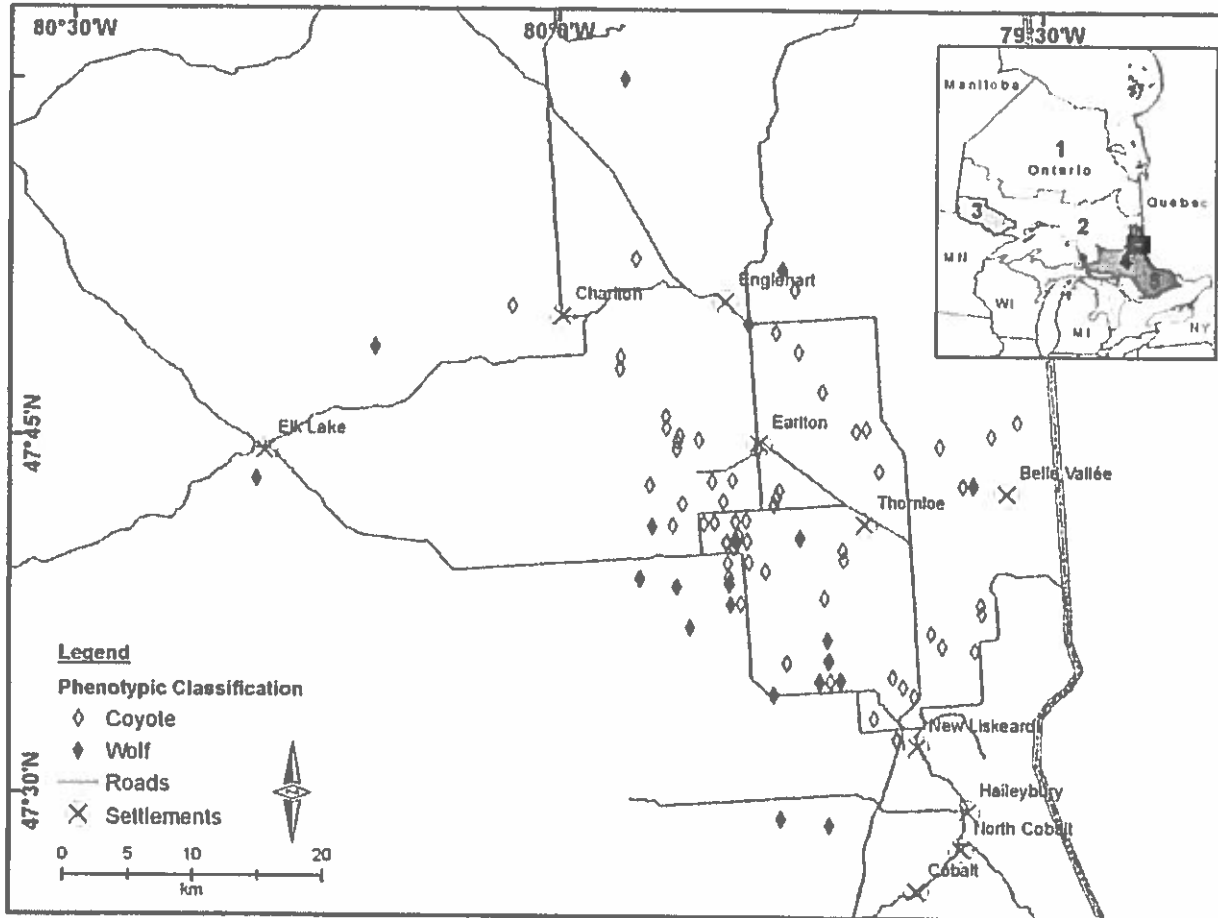 80°30'W
80°0'W
79°30'W
Manitoba
1
Ontario
Quebec
3
2
MN
WI
MI
NY
Englehart
Charlton
47°45'N
Elk Lake
Earlton
Belle Vallée
Thornloe
Legend
Phenotypic Classification
Coyote
Wolf
Roads
Settlements
New Liskeard
47°30'N
Haileybury
North Cobalt
Cobalt
0 5 10 20
km